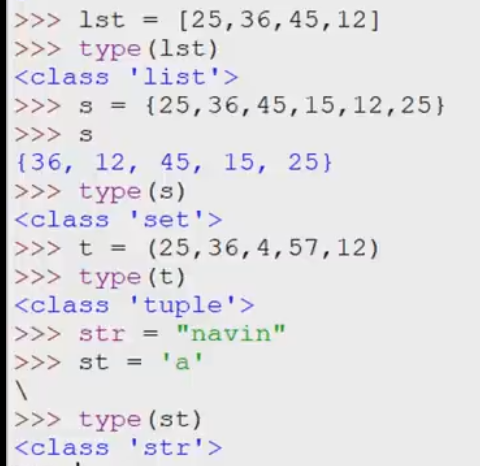 >>> lst = [25,36,45,12]
>>> type(lst)
<class 'list'>
>>> s = {25,36,45,15,12,25}
>>> s
{36, 12, 45, 15, 25}
>>> type(s)
<class 'set'>
>>> t = (25,36,4,57,12)
>>> type(t)
<class 'tuple'>
>>> str = "navin"
>>> st = 'a'
\
>>> type(st)
<class 'str'>